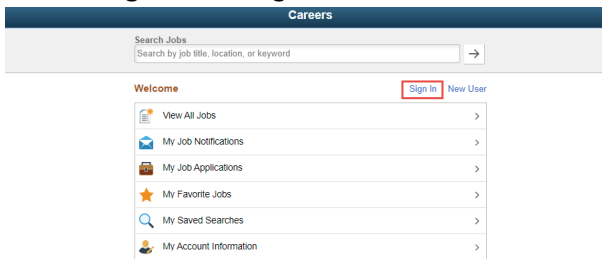 Careers
Search Jobs
Search by job title, location, or keyword
Welcome
Sign In New User
View All Jobs
My Job Notifications
My Job Applications
My Favorite Jobs
My Saved Searches
My Account Information